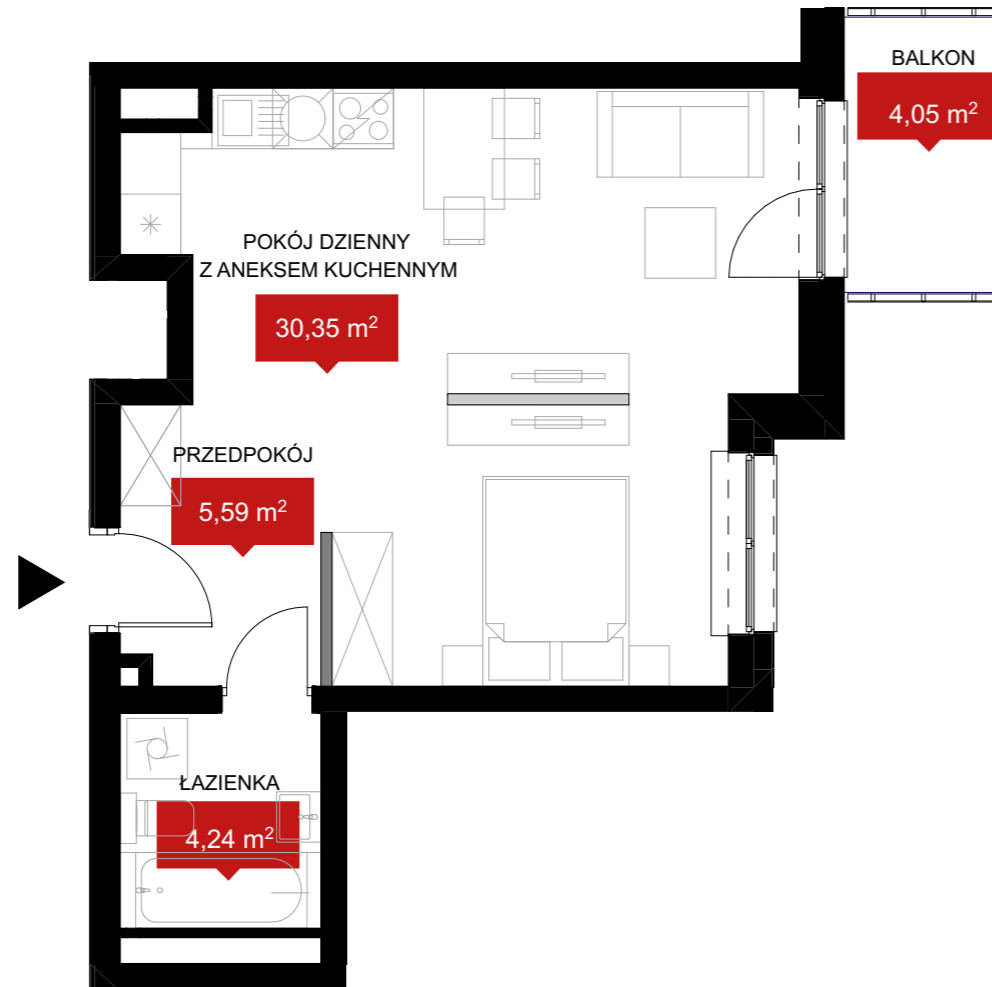 BALKON
4,05 m²
POKÓJ DZIENNY
Z ANEKSEM KUCHENNYM
30,35 m²
PRZEDPOKÓJ
5,59 m²
ŁAZIENKA
4,24 m²